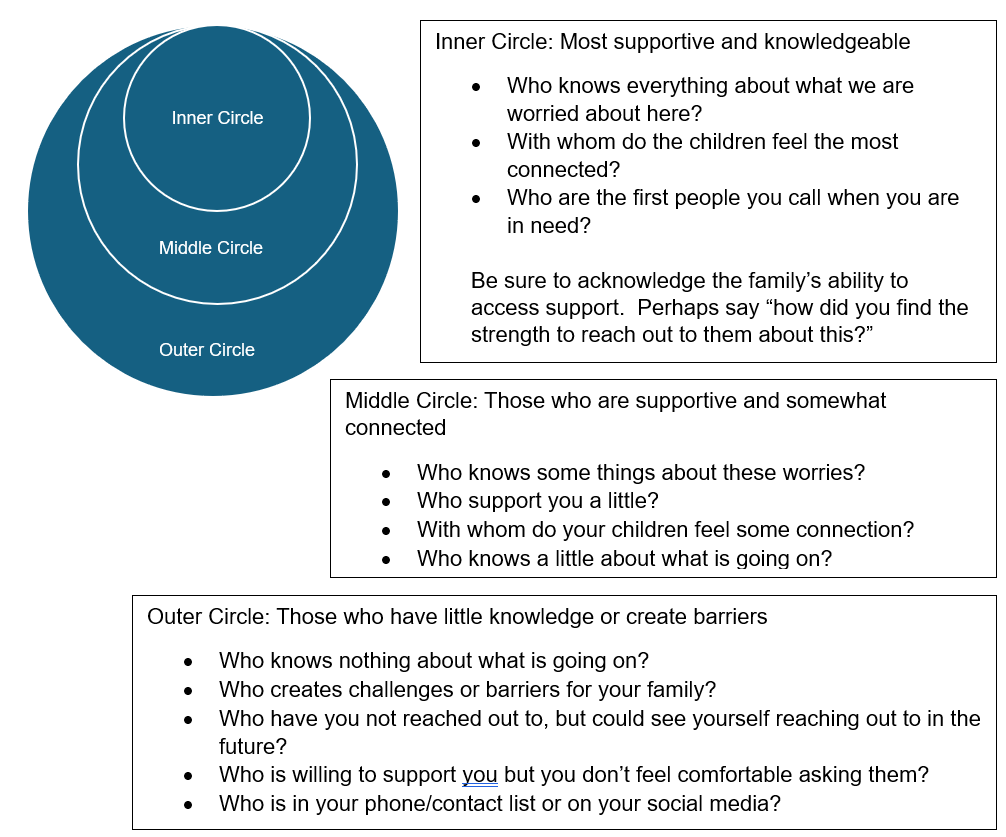 Inner Circle
Middle Circle
Outer Circle
Inner Circle: Most supportive and knowledgeable
• Who knows everything about what we are
worried about here?
• With whom do the children feel the most
connected?
• Who are the first people you call when you are
in need?
Be sure to acknowledge the family’s ability to
access support.  Perhaps say “how did you find the
strength to reach out to them about this?”
Middle Circle: Those who are supportive and somewhat
connected
• Who knows some things about these worries?
• Who support you a little?
• With whom do your children feel some connection?
• Who knows a little about what is going on?
Outer Circle: Those who have little knowledge or create barriers
• Who knows nothing about what is going on?
• Who creates challenges or barriers for your family?
• Who have you not reached out to, but could see yourself reaching out to in the
future?
• Who is willing to support you but you don’t feel comfortable asking them?
• Who is in your phone/contact list or on your social media?